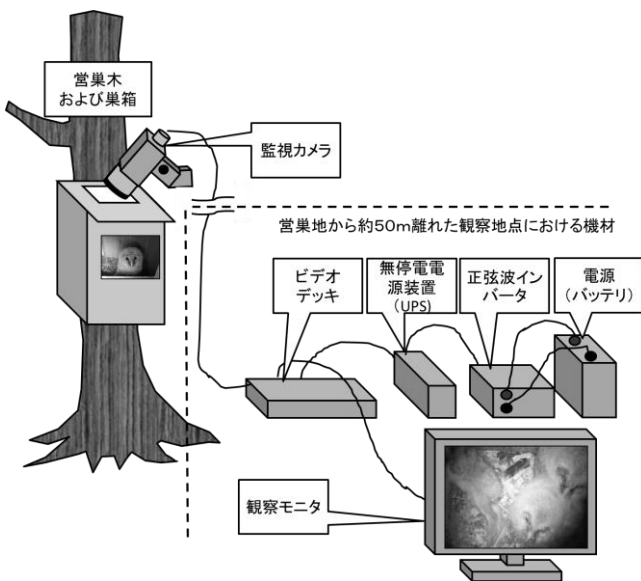 営巣木
および巣箱
監視カメラ
営巣地から約50m離れた観察地点における機材
ビデオ
デッキ
無停電電
源装置
(UPS)
正弦波イン
バータ
電源
(バッテリ)
観察モニタ